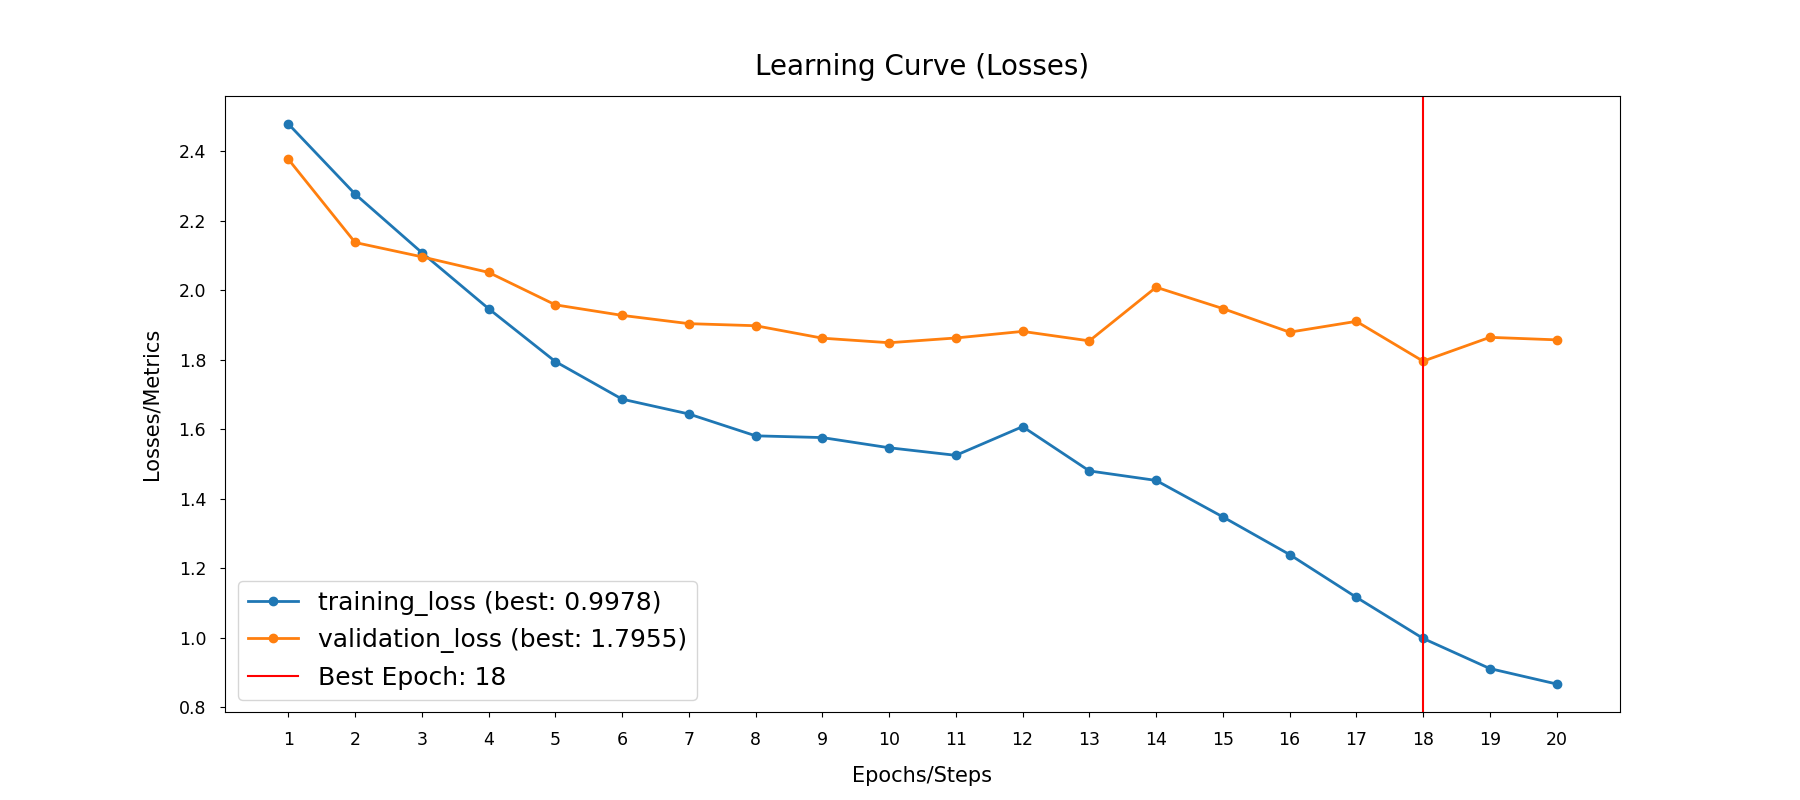 Learning Curve (Losses)
2.4
2.2
2.0
1.8
1.6
1.4
1.2
1.0
0.8
Losses/Metrics
training_loss (best: 0.9978)
validation_loss (best: 1.7955)
Best Epoch: 18
1 2 3 4 5 6 7 8 9 10 11 12 13 14 15 16 17 18 19 20
Epochs/Steps